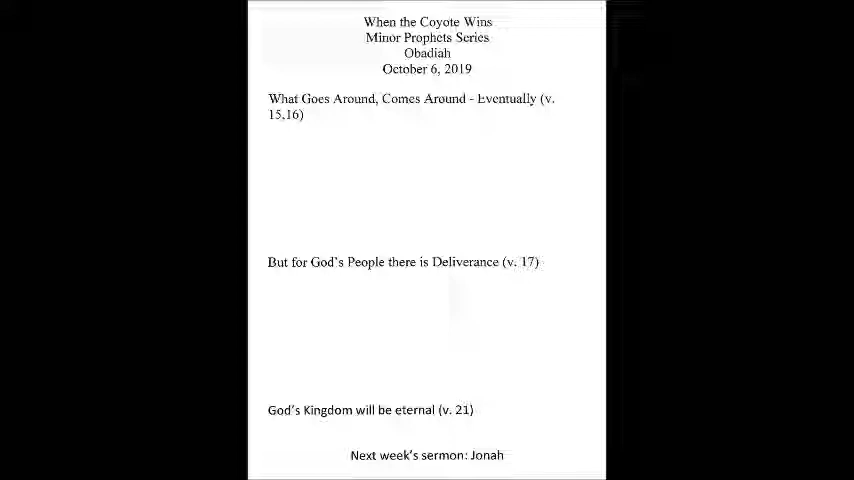 When the Coyote Wins
Minor Prophets Series
Obadiah
October 6, 2019
What Goes Around, Comes Around - Eventually (v.
15,16)
But for God's People there is Deliverance (v. 17)
God's Kingdom will be eternal (v. 21)
Next week's sermon: Jonah